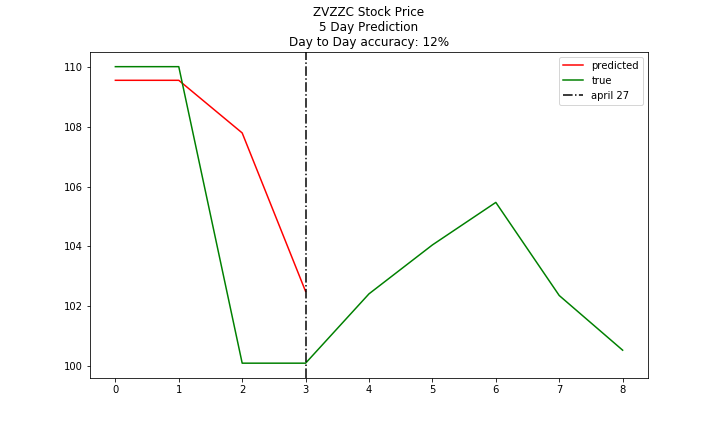 ZVZZC Stock Price
5 Day Prediction
Day to Day accuracy: 12%
110
108
106
104
102
100
predicted
true
april 27
0 1 2 3 4 5 6 7 8